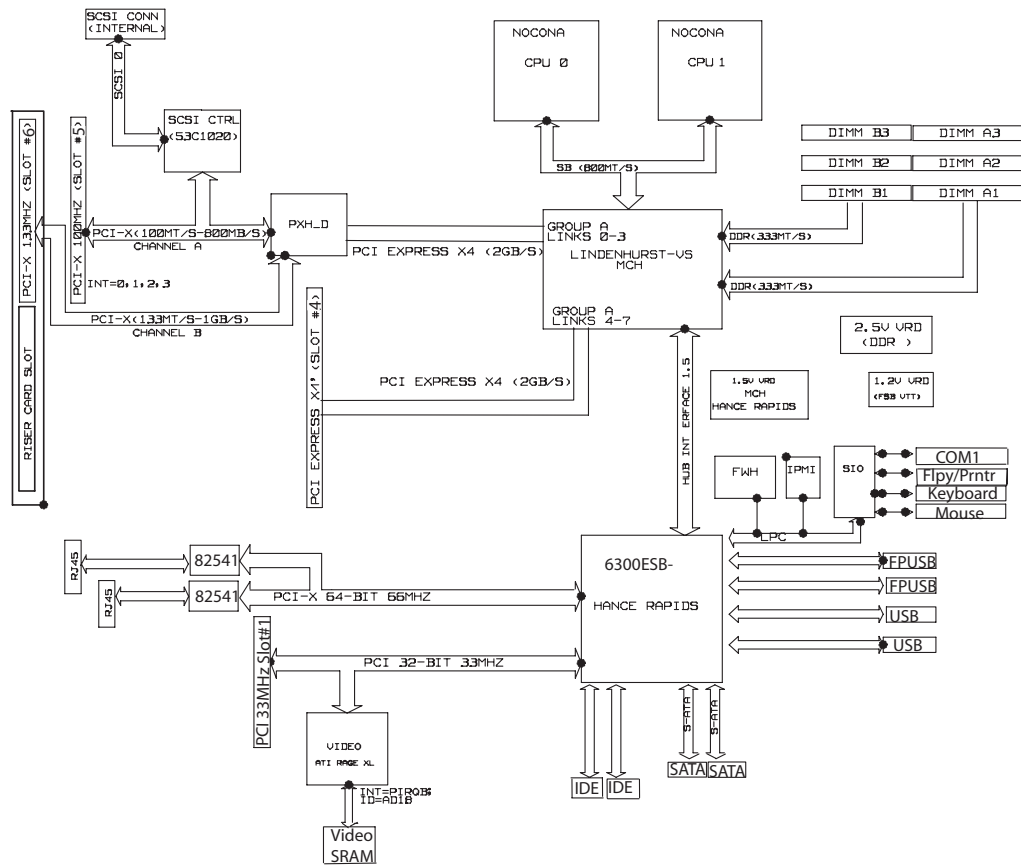 SCSI CONN
(INTERNAL)
SCSI 0
SCSI CTRL
(53C1020)
NOCONA
CPU 0
NOCONA
CPU 1
SB (800MT/S)
DIMM B3
DIMM A3
DIMM B2
DIMM A2
DIMM B1
DIMM A1
PCI-X 133MHZ (SLOT #6)
RISER CARD SLOT
PCI-X 100MHZ (SLOT #5)
PCI-X(100MT/S-800MB/S)
CHANNEL A
INT=0,1,2,3
PCI-X(133MT/S-1GB/S)
CHANNEL B
PXH_D
PCI EXPRESS X4 (2GB/S)
GROUP A
LINKS 0-3
LINDENHURST-VS
MCH
GROUP A
LINKS 4-7
DDR(333MT/S)
DDR(333MT/S)
PCI EXPRESS X4' (SLOT #4)
PCI EXPRESS X4 (2GB/S)
HUB INT ERFACE 1.5
2.5V VRD
(DDR )
1.5V VRD
MCH
HANCE RAPIDS
1.2V VRD
(FSB VTT)
FWH
IPMI
SIO
LPC
COM1
Flpy/Prntr
Keyboard
Mouse
RJ45
82541
RJ45
82541
PCI-X 64-BIT 66MHZ
6300ESB-
HANCE RAPIDS
FPUSB
FPUSB
USB
USB
PCI 33MHz Slot#1
PCI 32-BIT 33MHZ
VIDEO
ATI RAGE XL
INT=PIRQB;
ID=AD18
Video
SRAM
IDE
IDE
S-ATA
S-ATA
SATA
SATA